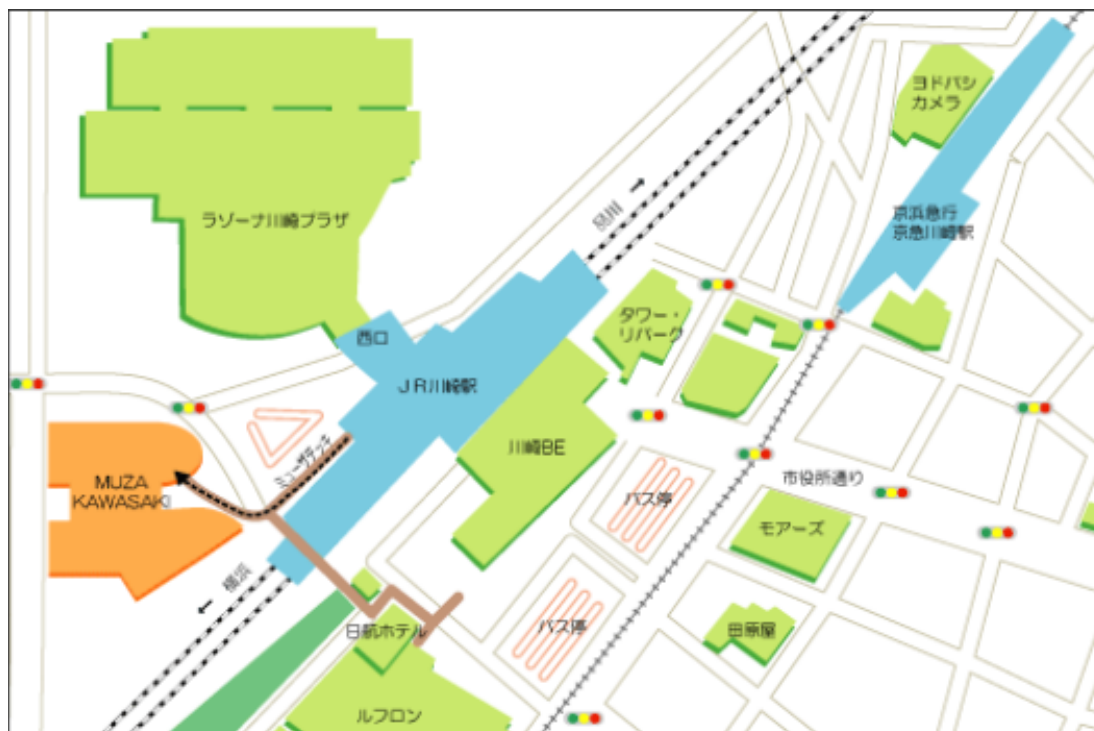 ヨドバシ
カメラ
品川
ラゾーナ川崎プラザ
京浜急行
京急川崎駅
タワー・
リパーク
西口
JR川崎駅
川崎BE
ミューザデッキ
MUZA
KAWASAKI
市役所通り
バス停
モアーズ
横浜
日航ホテル
バス停
田原屋
ルフロン